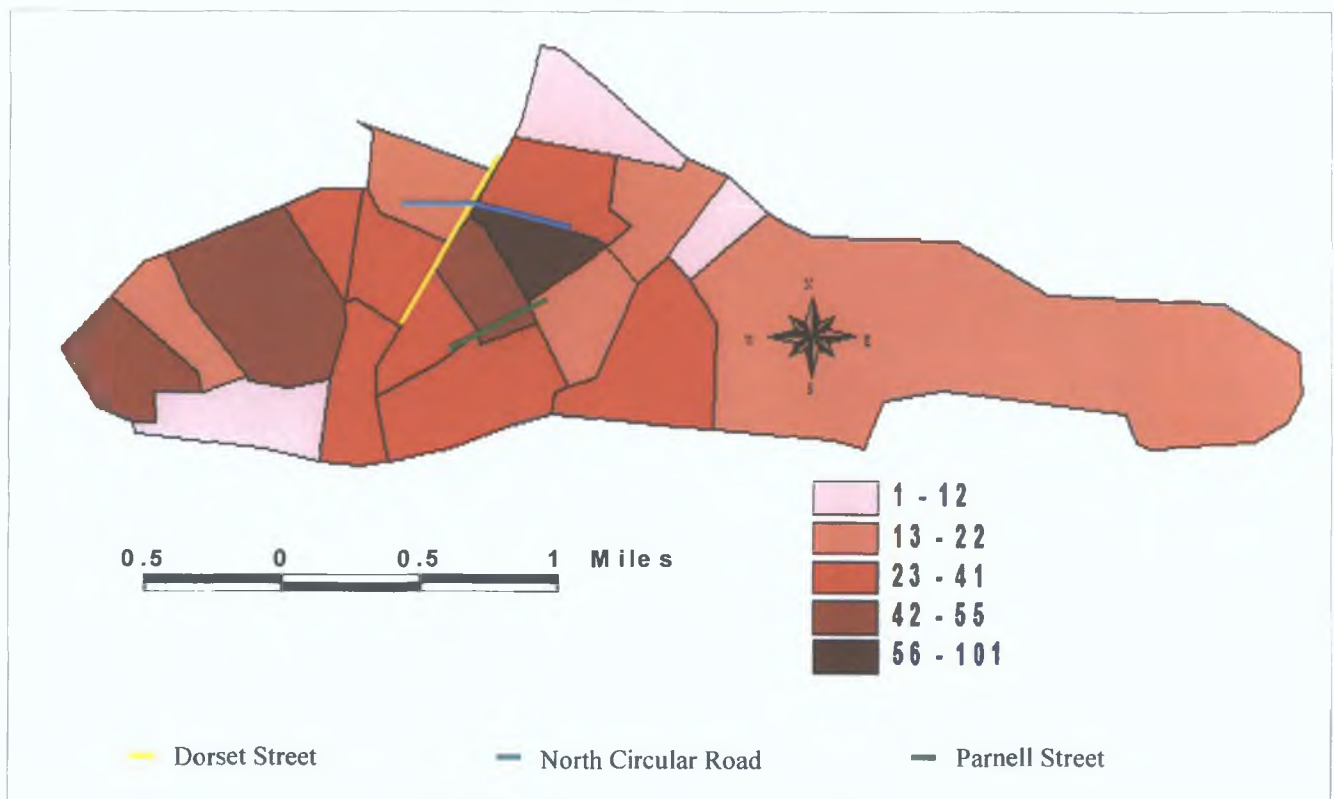 N
E
S
1 - 12
13 - 22
23 - 41
42 - 55
56 - 101
0.5 0 0.5 1 Miles
Dorset Street North Circular Road Parnell Street